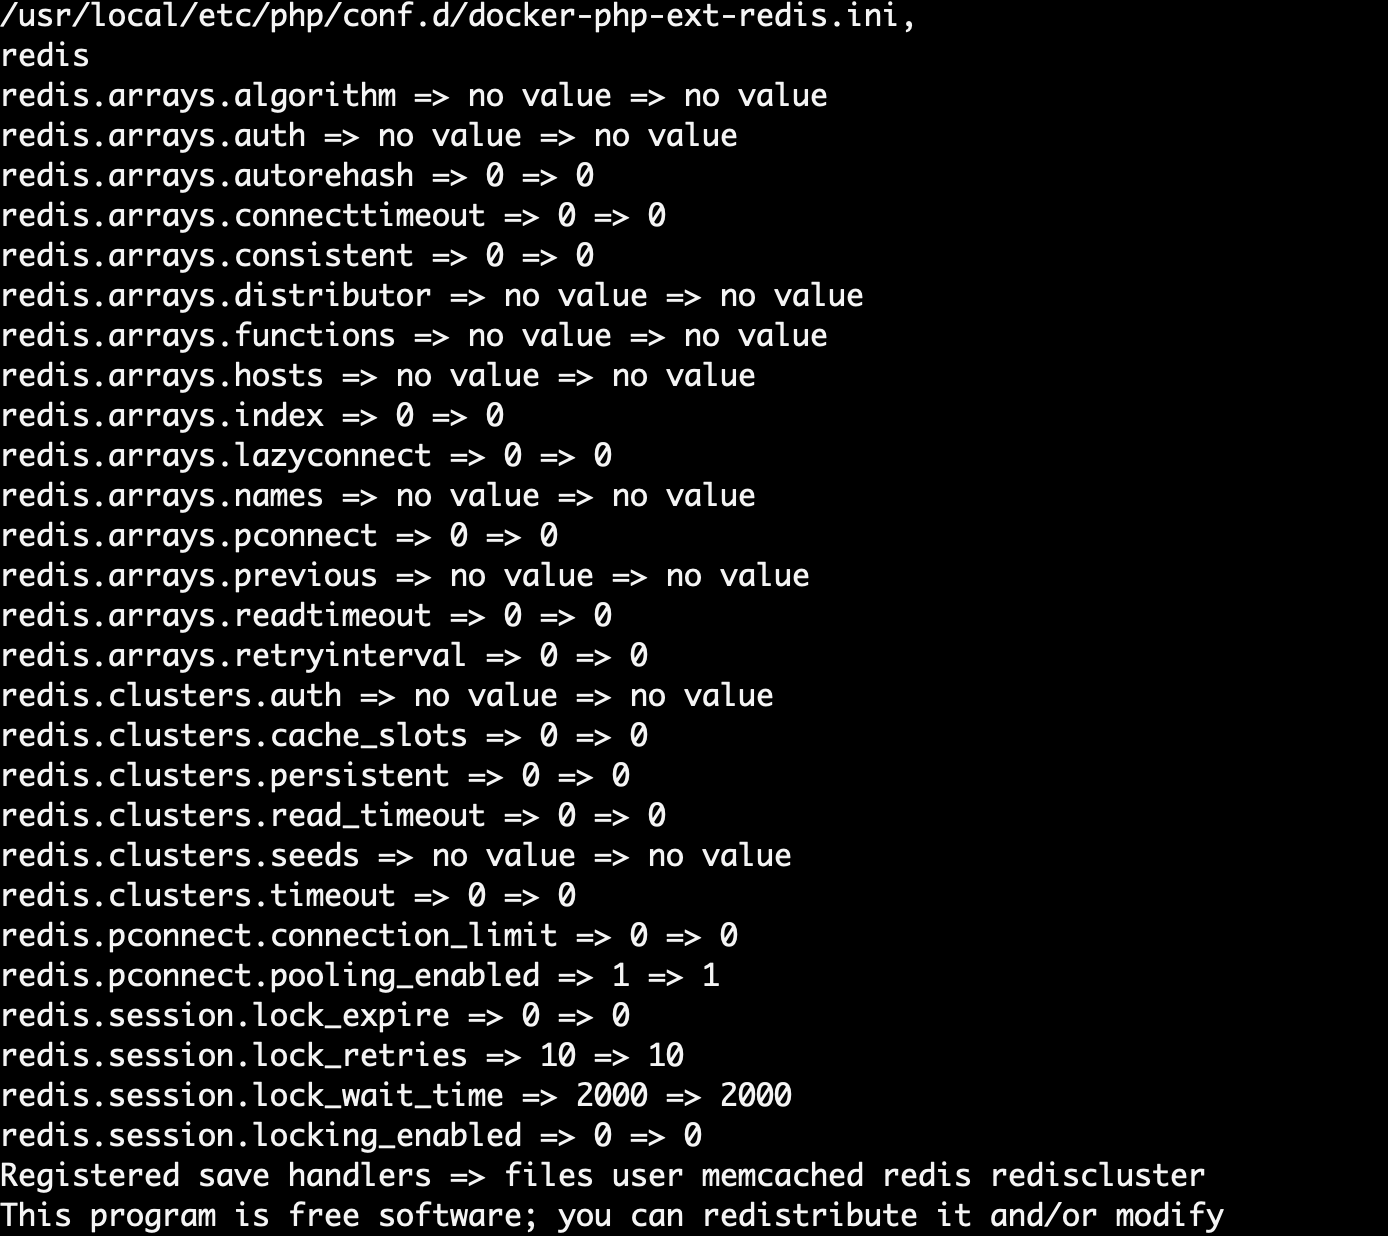 /usr/local/etc/php/conf.d/docker-php-ext-redis.ini,
redis
redis.arrays.algorithm => no value => no value
redis.arrays.auth => no value => no value
redis.arrays.autorehash => 0 => 0
redis.arrays.connecttimeout => 0 => 0
redis.arrays.consistent => 0 => 0
redis.arrays.distributor => no value => no value
redis.arrays.functions => no value => no value
redis.arrays.hosts => no value => no value
redis.arrays.index => 0 => 0
redis.arrays.lazyconnect => 0 => 0
redis.arrays.names => no value => no value
redis.arrays.pconnect => 0 => 0
redis.arrays.previous => no value => no value
redis.arrays.readtimeout => 0 => 0
redis.arrays.retryinterval => 0 => 0
redis.clusters.auth => no value => no value
redis.clusters.cache_slots => 0 => 0
redis.clusters.persistent => 0 => 0
redis.clusters.read_timeout => 0 => 0
redis.clusters.seeds => no value => no value
redis.clusters.timeout => 0 => 0
redis.pconnect.connection_limit => 0 => 0
redis.pconnect.pooling_enabled => 1 => 1
redis.session.lock_expire => 0 => 0
redis.session.lock_retries => 10 => 10
redis.session.lock_wait_time => 2000 => 2000
redis.session.locking_enabled => 0 => 0
Registered save handlers => files user memcached redis rediscluster
This program is free software; you can redistribute it and/or modify